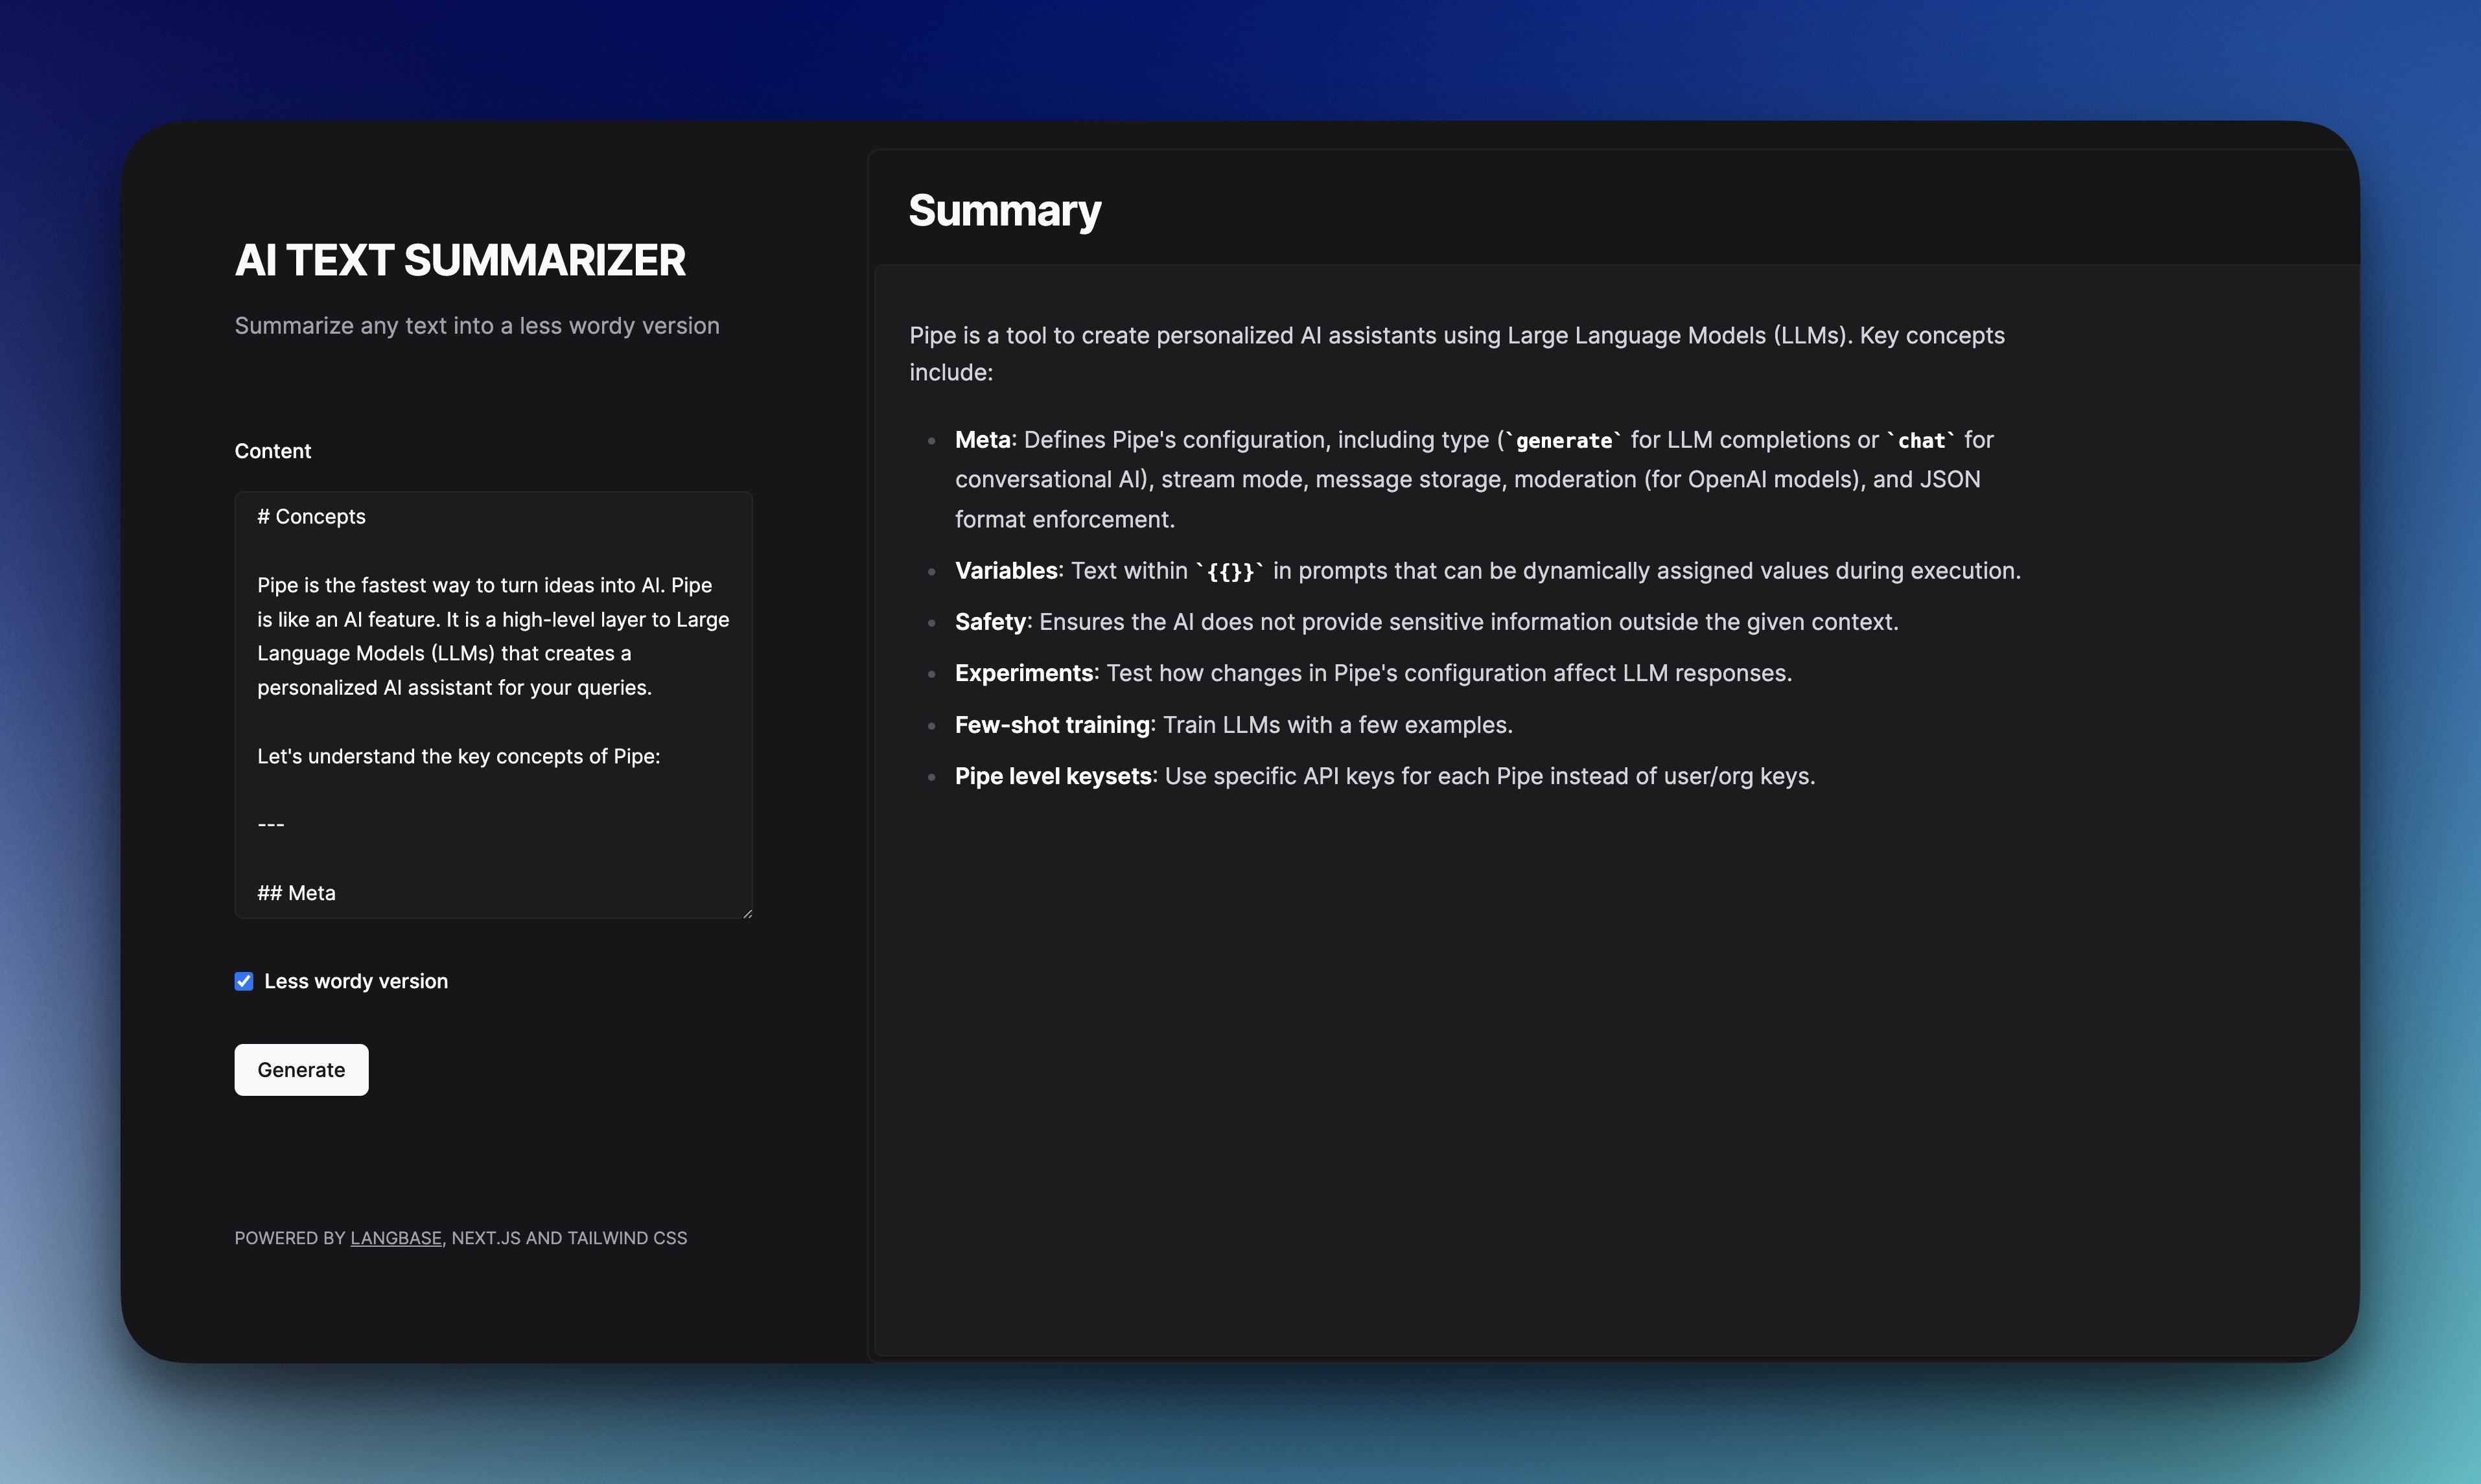 AI TEXT SUMMARIZER
Summarize any text into a less wordy version
Content
# Concepts
Pipe is the fastest way to turn ideas into AI. Pipe
is like an AI feature. It is a high-level layer to Large
Language Models (LLMs) that creates a
personalized AI assistant for your queries.
Let's understand the key concepts of Pipe:
---
## Meta
Less wordy version
Generate
POWERED BY LANGBASE, NEXT.JS AND TAILWIND CSS
Summary
Pipe is a tool to create personalized AI assistants using Large Language Models (LLMs). Key concepts
include:
• Meta: Defines Pipe's configuration, including type (`generate` for LLM completions or `chat` for
conversational AI), stream mode, message storage, moderation (for OpenAI models), and JSON
format enforcement.
• Variables: Text within `{{}}` in prompts that can be dynamically assigned values during execution.
• Safety: Ensures the AI does not provide sensitive information outside the given context.
• Experiments: Test how changes in Pipe's configuration affect LLM responses.
• Few-shot training: Train LLMs with a few examples.
• Pipe level keysets: Use specific API keys for each Pipe instead of user/org keys.